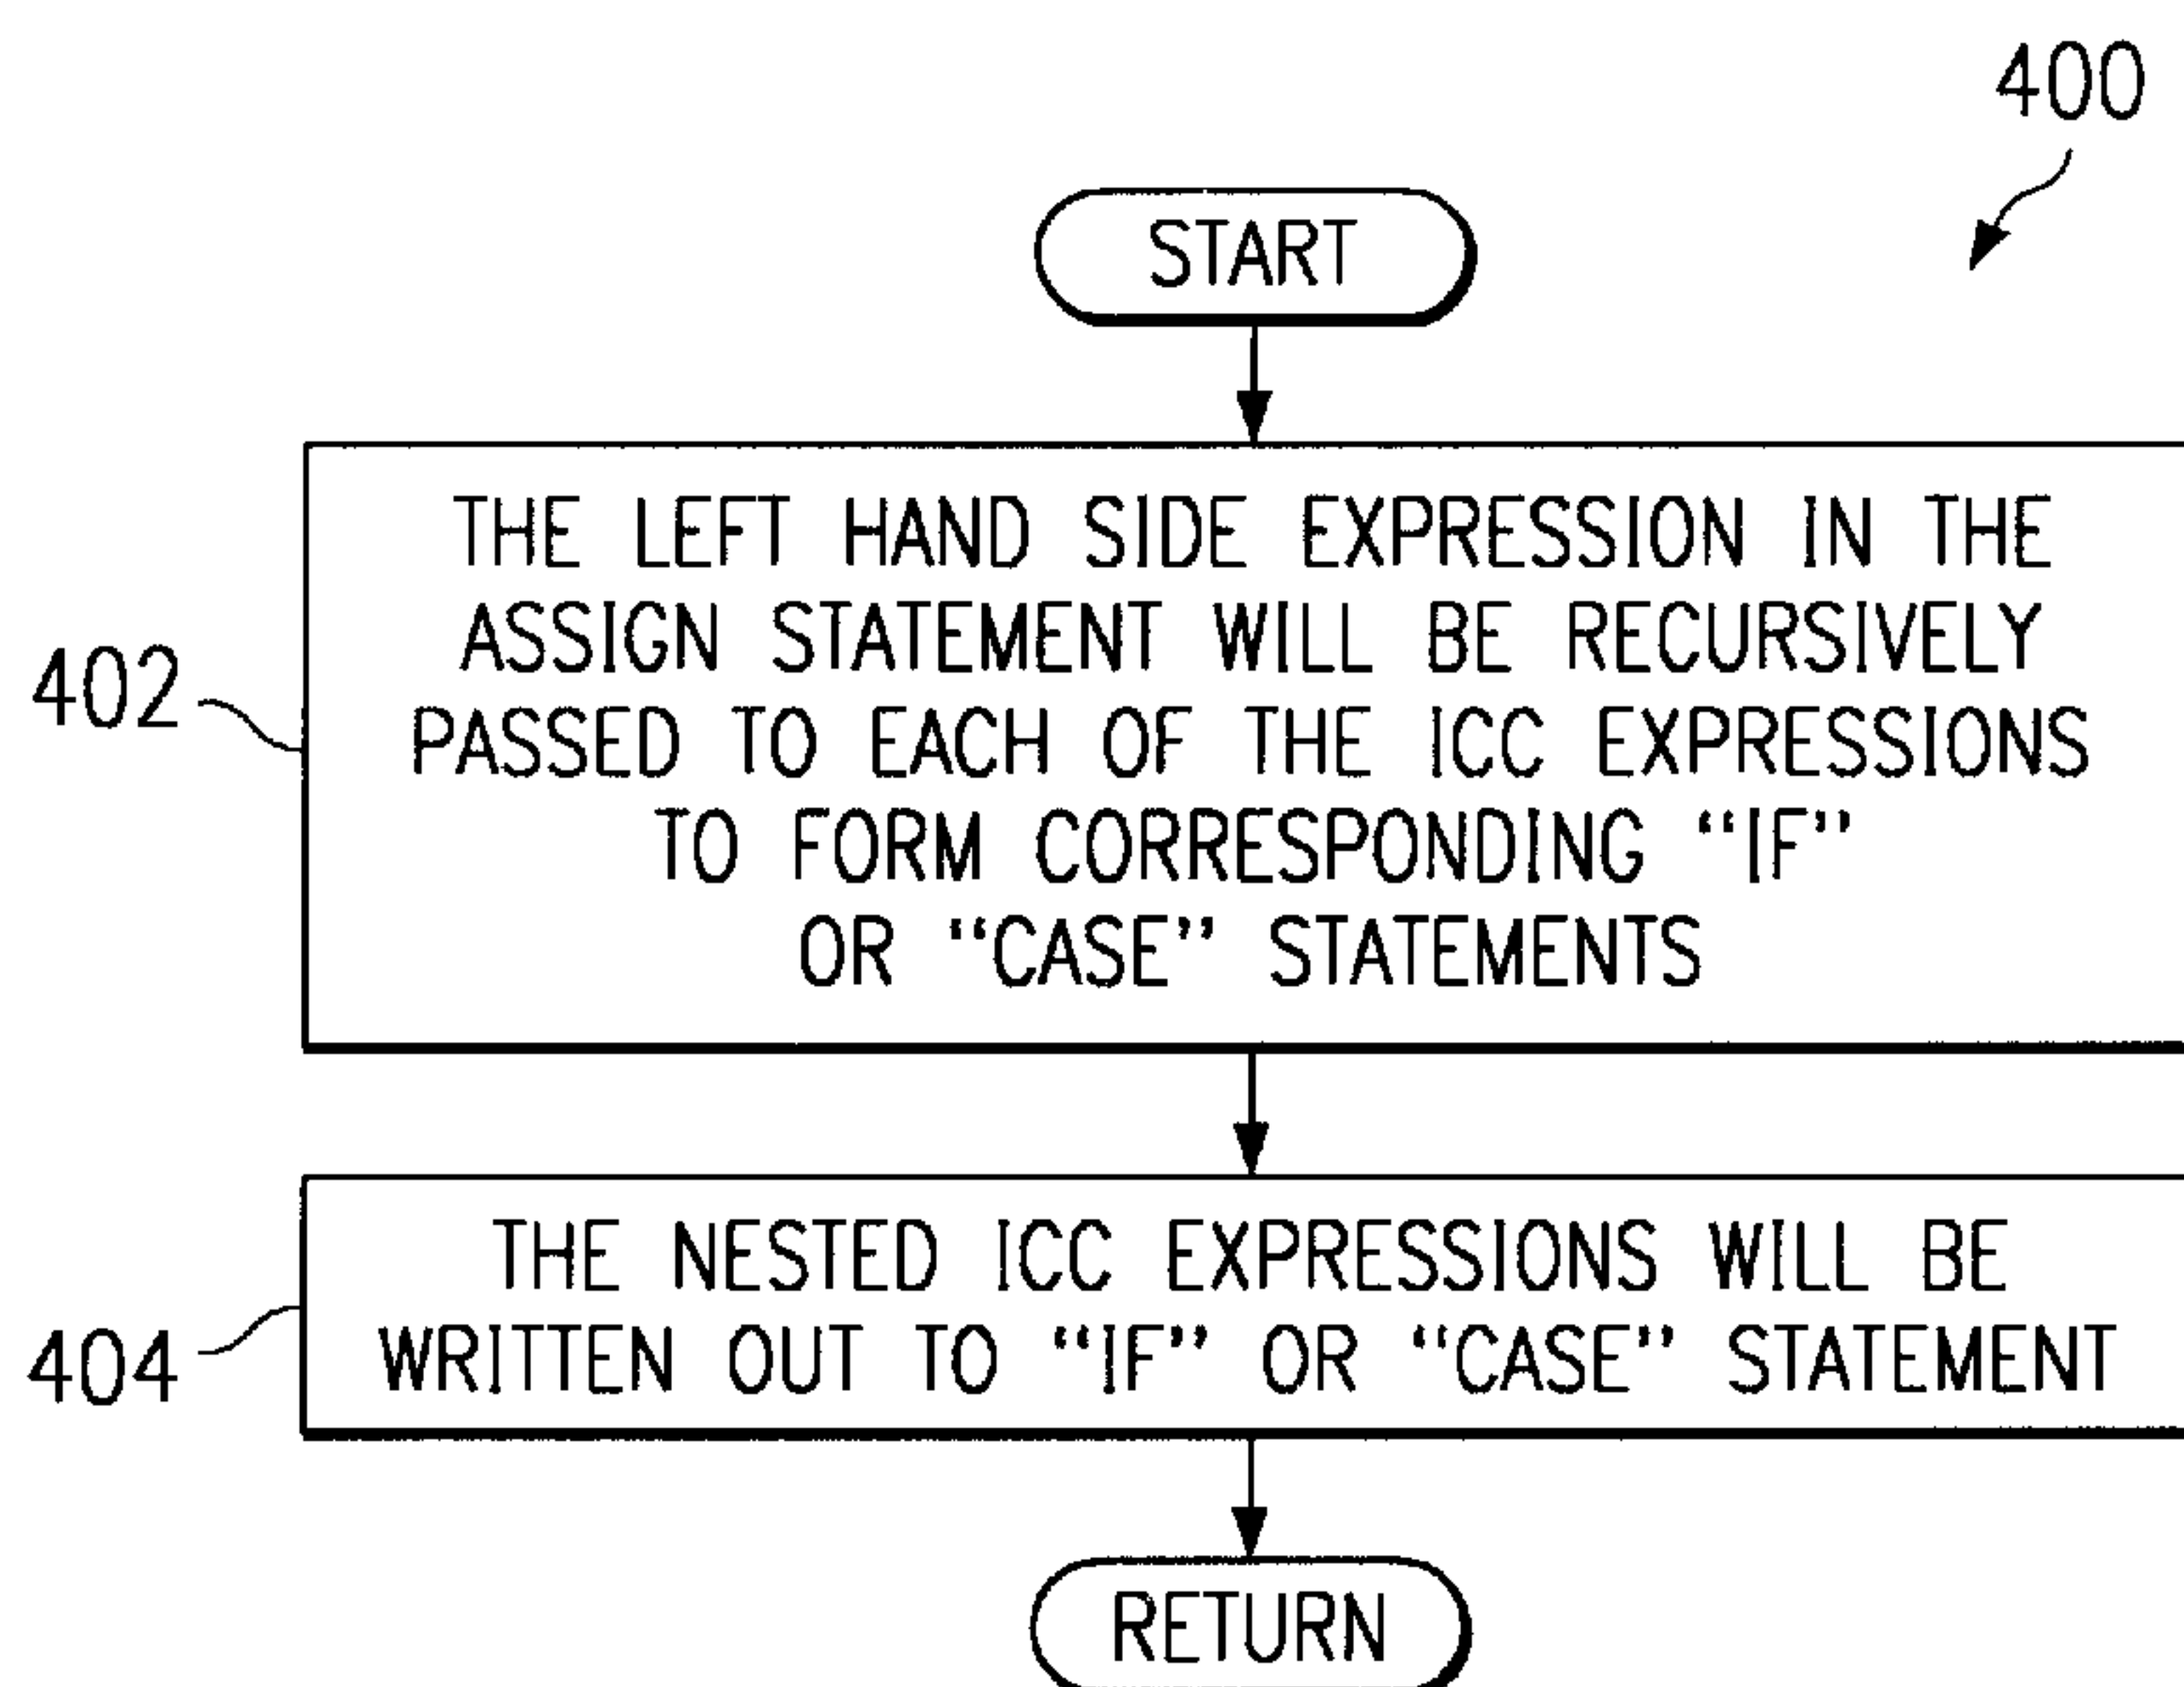 400
START
THE LEFT HAND SIDE EXPRESSION IN THE
ASSIGN STATEMENT WILL BE RECURSIVELY
402
PASSED TO EACH OF THE ICC EXPRESSIONS
TO FORM CORRESPONDING “IF”
OR “CASE” STATEMENTS
THE NESTED ICC EXPRESSIONS WILL BE
WRITTEN OUT TO “IF” OR “CASE” STATEMENT
404
RETURN